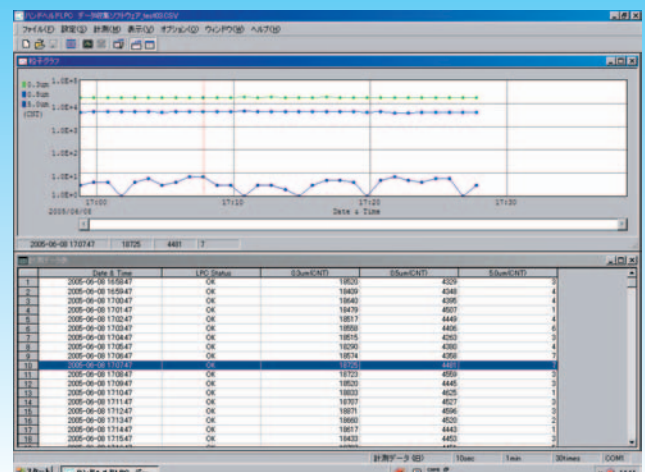 ハンドヘルドLPC データ収集ソフトウェア_test03.CSV
ファイル(F) 設定(S) 計測(M) 表示(V) オプション(O) ウィンドウ(W) ヘルプ(H)
粒子グラフ
0.3um
0.5um
5.0um
(CNT)
1.0E+5
1.0E+4
1.0E+3
1.0E+2
1.0E+1
1.0E+0
17:00 17:10 17:20 17:30
2005/06/08 Date & Time
2005-06-08 17:07:47 18725 4481 7
Date & Time LPC Status 0.3um(CNT) 0.5um(CNT) 5.0um(CNT)
1 2005-06-08 16:58:47 OK 18520 4329 3
2 2005-06-08 16:59:47 OK 18409 4348 4
3 2005-06-08 17:00:47 OK 18640 4395 4
4 2005-06-08 17:01:47 OK 18479 4507 1
5 2005-06-08 17:02:47 OK 18517 4449 4
6 2005-06-08 17:03:47 OK 18558 4406 6
7 2005-06-08 17:04:47 OK 18515 4263 3
8 2005-06-08 17:05:47 OK 18290 4380 4
9 2005-06-08 17:06:47 OK 18574 4358 7
10 2005-06-08 17:07:47 OK 18725 4481 7
11 2005-06-08 17:08:47 OK 18723 4559 3
12 2005-06-08 17:09:47 OK 18520 4445 3
13 2005-06-08 17:10:47 OK 18833 4625 1
14 2005-06-08 17:11:47 OK 18787 4527 3
15 2005-06-08 17:12:47 OK 18871 4596 3
16 2005-06-08 17:13:47 OK 18660 4520 2
17 2005-06-08 17:14:47 OK 18617 4443 1
18 2005-06-08 17:15:47 OK 18433 4453 3
計測データ 10sec 1min 30times COM1